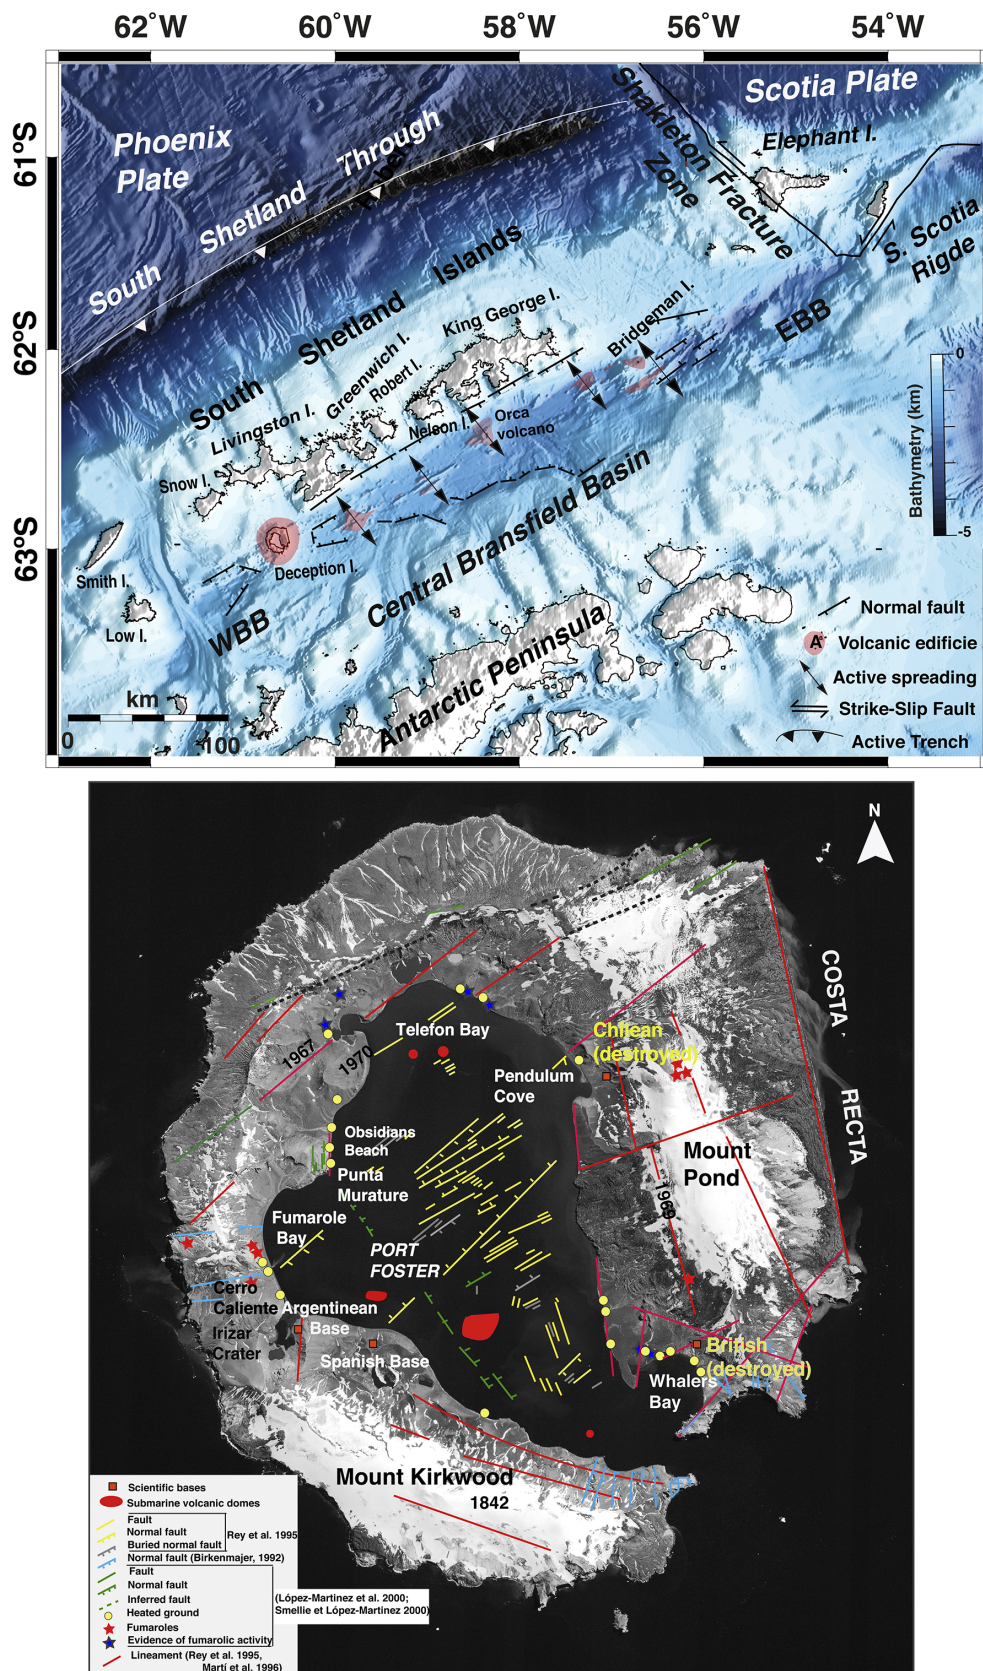 62°W
60°W
58°W
56°W
54°W
61°S
62°S
63°S
Scotia Plate
Phoenix
Plate
South Shetland Through
Shakleton Fracture
Zone
Elephant I.
S. Scotia
Rigde
South Shetland Islands
King George I.
Bridgeman I.
EBB
Greenwich I.
Robert I.
Livingston I.
Nelson I.
Orca
volcano
Snow I.
Deception I.
Smith I.
Low I.
WBB
Central Bransfield Basin
Antarctic Peninsula
Bathymetry (km)
0
-5
Normal fault
A
Volcanic edificie
Active spreading
Strike-Slip Fault
Active Trench
km
0
100
N
COSTA
RECTA
Telefon Bay
1967
1970
Chilean
(destroyed)
Pendulum
Cove
Obsidians
Beach
Punta
Murature
Mount
Pond
1969
Fumarole
Bay
PORT
FOSTER
Cerro
Caliente
Argentinean
Base
Irizar
Crater
Spanish Base
British
(destroyed)
Whalers
Bay
Mount Kirkwood
1842
Scientific bases
Submarine volcanic domes
Fault
Normal fault
Buried normal fault
Rey et al. 1995
Normal fault (Birkenmajer, 1992)
Fault
Normal fault
Inferred fault
Heated ground
Fumaroles
Evidence of fumarolic activity
(López-Martinez et al. 2000;
Smellie et López-Martinez 2000)
Lineament (Rey et al. 1995,
Martí et al. 1996)